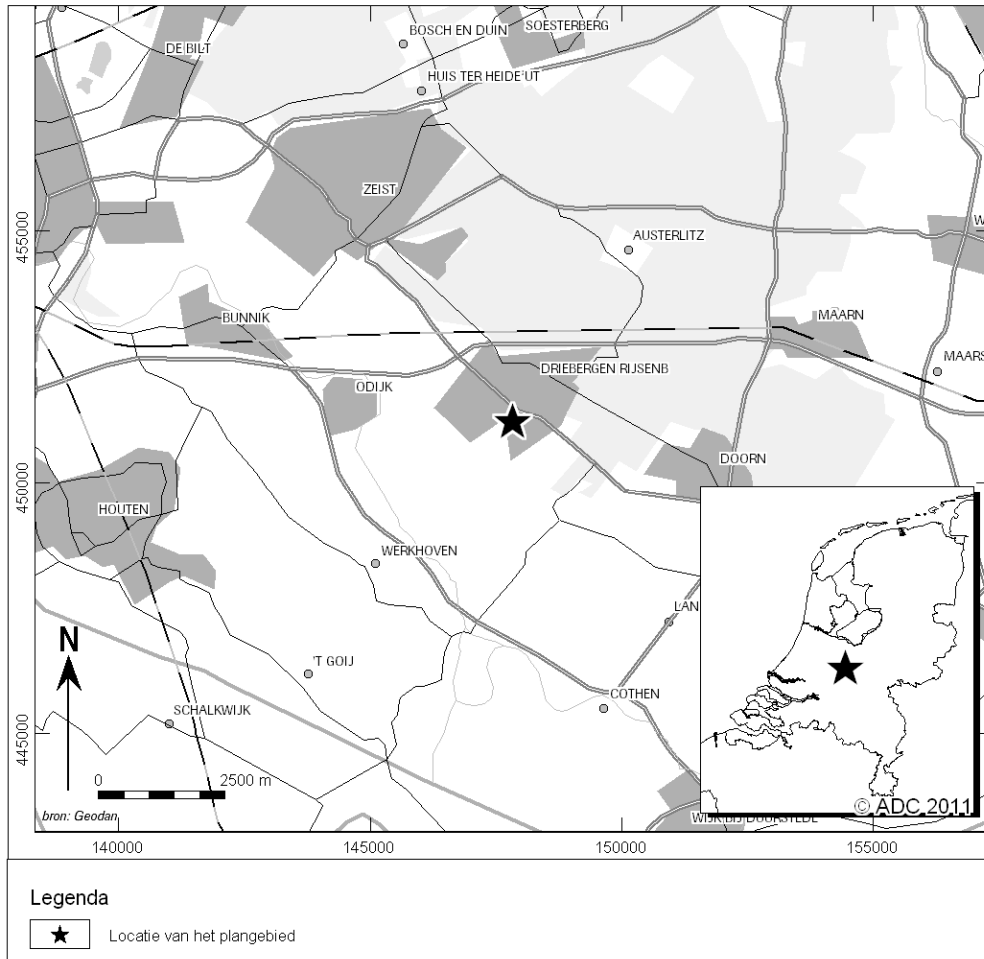 BOSCH EN DUIN
SOESTERBERG
DE BILT
HUIS TER HEIDE UT
ZEIST
AUSTERLITZ
W
455000
BUNNIK
MAARN
DRIEBERGEN RIJSENB
MAARS
ODIJK
DOORN
450000
HOUTEN
WERKHOVEN
LAN
N
'T GOIJ
COTHEN
SCHALKWIJK
445000
0 2500 m
bron: Geodan
© ADC 2011
WIJK BIJ DUURSTEDE
140000 145000 150000 155000
Legenda
Locatie van het plangebied